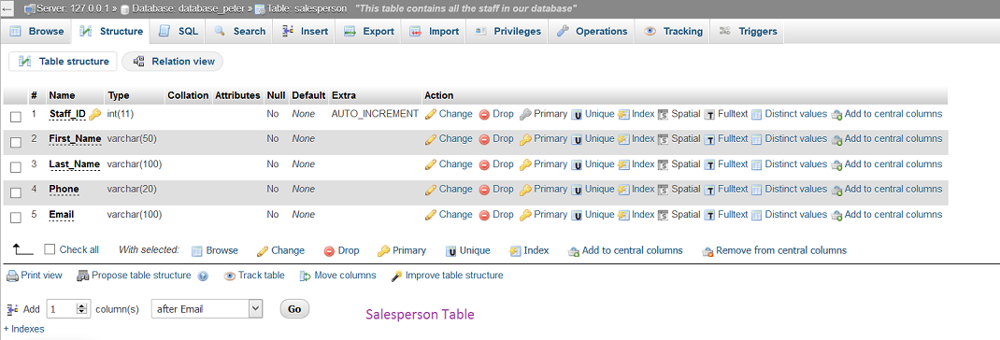 Server: 127.0.0.1 » Database: database_peter » Table: salesperson "This table contains all the staff in our database"
Browse Structure SQL Search Insert Export Import Privileges Operations Tracking Triggers
Table structure Relation view
# Name Type Collation Attributes Null Default Extra Action
1 Staff_ID int(11) No None AUTO_INCREMENT Change Drop Primary Unique Index Spatial Fulltext Distinct values Add to central columns
2 First_Name varchar(50) No None Change Drop Primary Unique Index Spatial Fulltext Distinct values Add to central columns
3 Last_Name varchar(100) No None Change Drop Primary Unique Index Spatial Fulltext Distinct values Add to central columns
4 Phone varchar(20) No None Change Drop Primary Unique Index Spatial Fulltext Distinct values Add to central columns
5 Email varchar(100) No None Change Drop Primary Unique Index Spatial Fulltext Distinct values Add to central columns
Check all With selected: Browse Change Drop Primary Unique Index Add to central columns Remove from central columns
Print view Propose table structure Track table Move columns Improve table structure
Add 1 column(s) after Email Go
Salesperson Table
+ Indexes